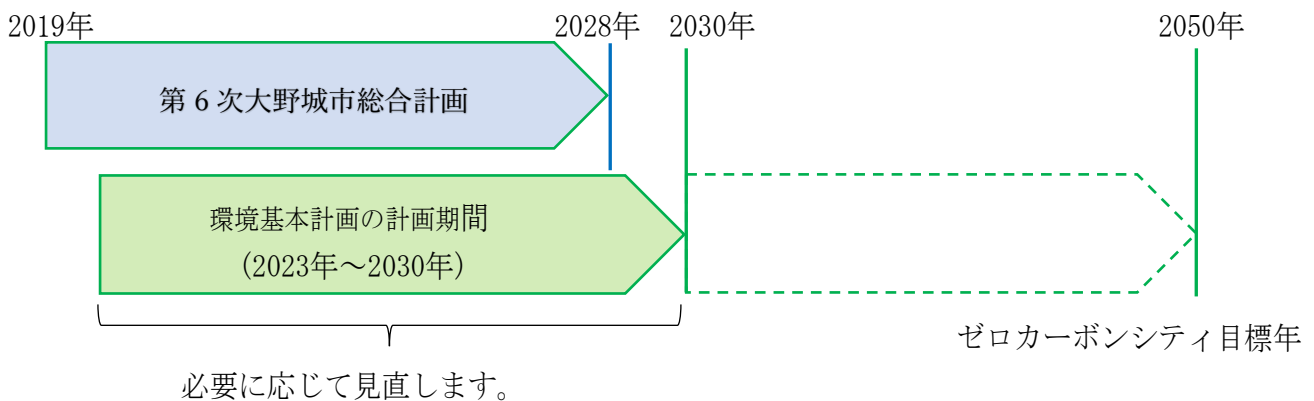 2019年
2028年
2030年
2050年
第6次大野城市総合計画
環境基本計画の計画期間
(2023年～2030年)
ゼロカーボンシティ目標年
必要に応じて見直します。